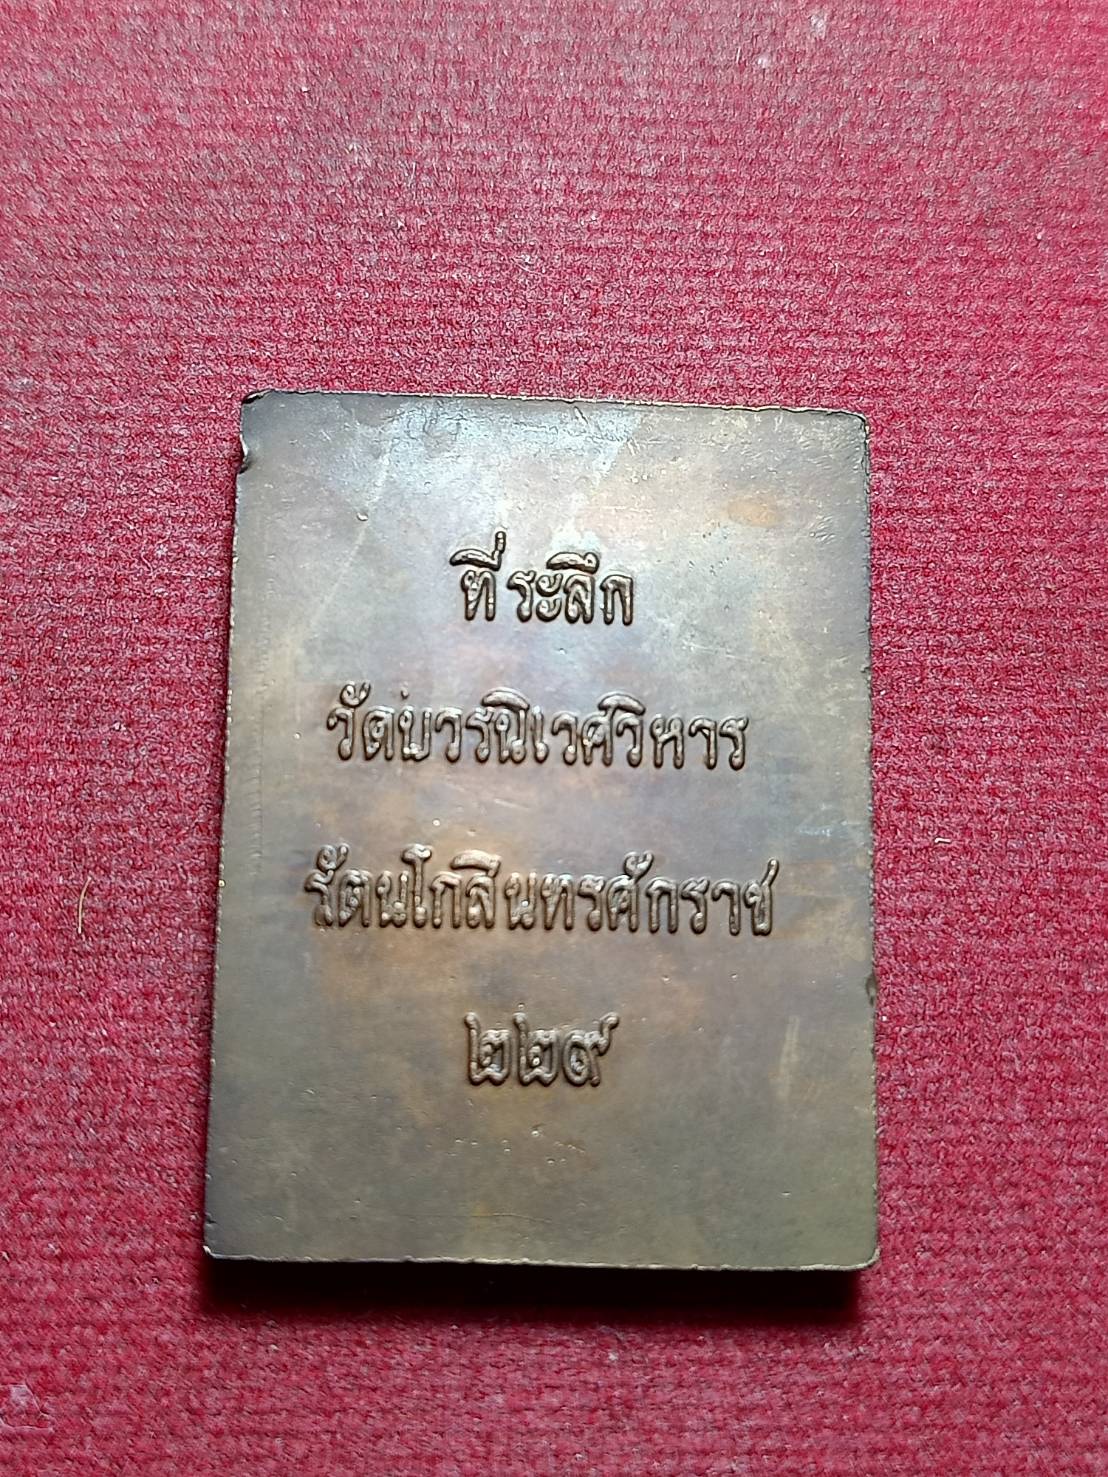 ที่ระลึก
วัดบวรนิเวศวิหาร
รัตนโกสินทรศักราช
๒๒๙